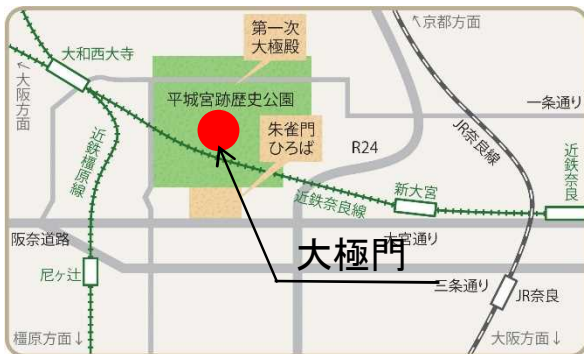 ↖京都方面
第一次
大極殿
大和西大寺
←大阪方面
平城宮跡歴史公園
一条通り
朱雀門
ひろば
R24
JR奈良線
近鉄橿原線
近鉄奈良
近鉄奈良線
新大宮
阪奈道路
大宮通り
大極門
尼ヶ辻
三条通り
JR奈良
橿原方面↓
大阪方面↓